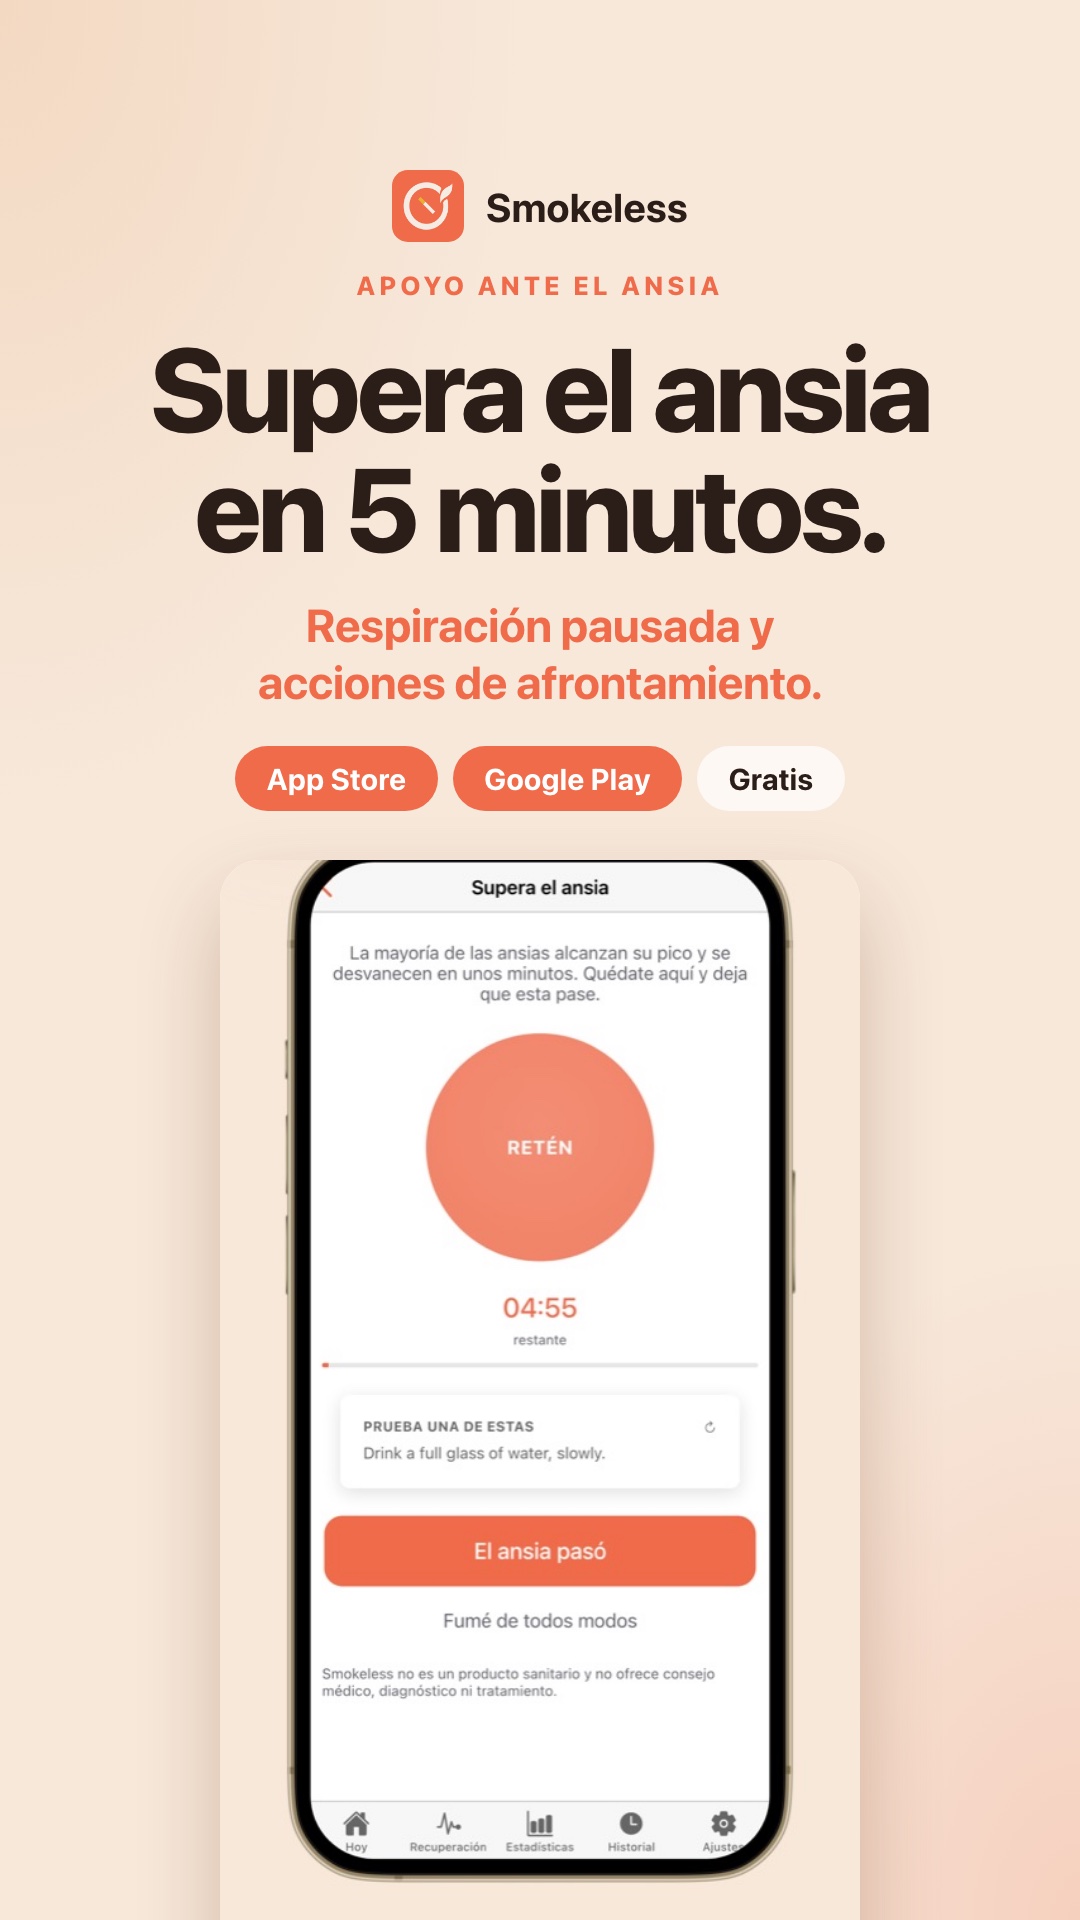 Smokeless
APOYO ANTE EL ANSIA
Supera el ansia
en 5 minutos.
Respiración pausada y
acciones de afrontamiento.
App Store
Google Play
Gratis
Supera el ansia
La mayoría de las ansias alcanzan su pico y se
desvanecen en unos minutos. Quédate aquí y deja
que esta pase.
RETÉN
04:55
restante
PRUEBA UNA DE ESTAS
Drink a full glass of water, slowly.
El ansia pasó
Fumé de todos modos
Smokeless no es un producto sanitario y no ofrece consejo
médico, diagnóstico ni tratamiento.
Hoy
Recuperación
Estadísticas
Historial
Ajustes